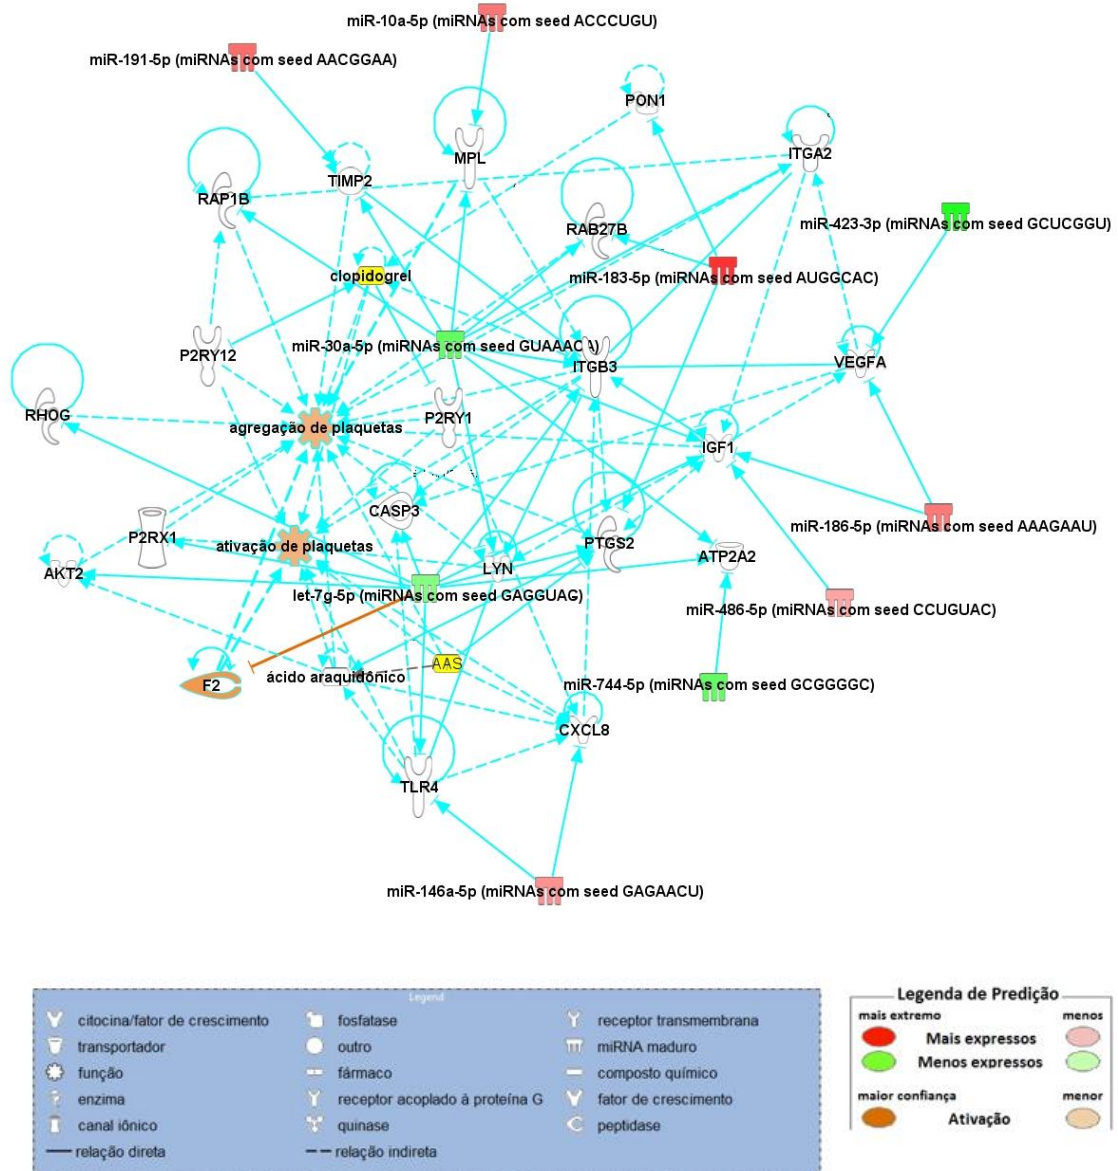 miR-10a-5p (miRNAs com seed ACCCUGU)
miR-191-5p (miRNAs com seed AACGGAA)
PON1
MPL
ITGA2
TIMP2
RAP1B
miR-423-3p (miRNAs com seed GCUCGGU)
RAB27B
clopidogrel
miR-183-5p (miRNAs com seed AUGGCAC)
miR-30a-5p (miRNAs com seed GUAAACA)
P2RY12
ITGB3
VEGFA
RHOG
P2RY1
agregação de plaquetas
IGF1
CASP3
miR-186-5p (miRNAs com seed AAAGAAU)
P2RX1
ativação de plaquetas
PTGS2
ATP2A2
AKT2
LYN
let-7g-5p (miRNAs com seed GAGGUAG)
miR-486-5p (miRNAs com seed CCUGUAC)
AAS
ácido araquidônico
F2
miR-744-5p (miRNAs com seed GCGGGGC)
CXCL8
TLR4
miR-146a-5p (miRNAs com seed GAGAACU)
Legend
citocina/fator de crescimento
fosfatase
receptor transmembrana
transportador
outro
miRNA maduro
função
fármaco
composto químico
enzima
receptor acoplado à proteína G
fator de crescimento
canal iônico
quinase
peptidase
relação direta
relação indireta
Legenda de Predição
mais extremo
menos
Mais expressos
Menos expressos
maior confiança
menor
Ativação